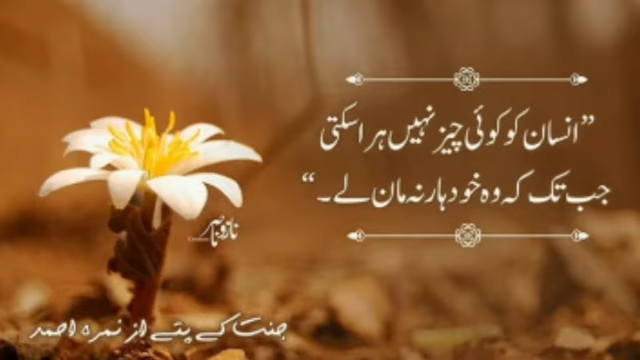 ”انسان کو کوئی چیز نہیں ہرا سکتی
جب تک کہ وہ خود ہار نہ مان لے۔“
جنت کے پتے از نمرہ احمد